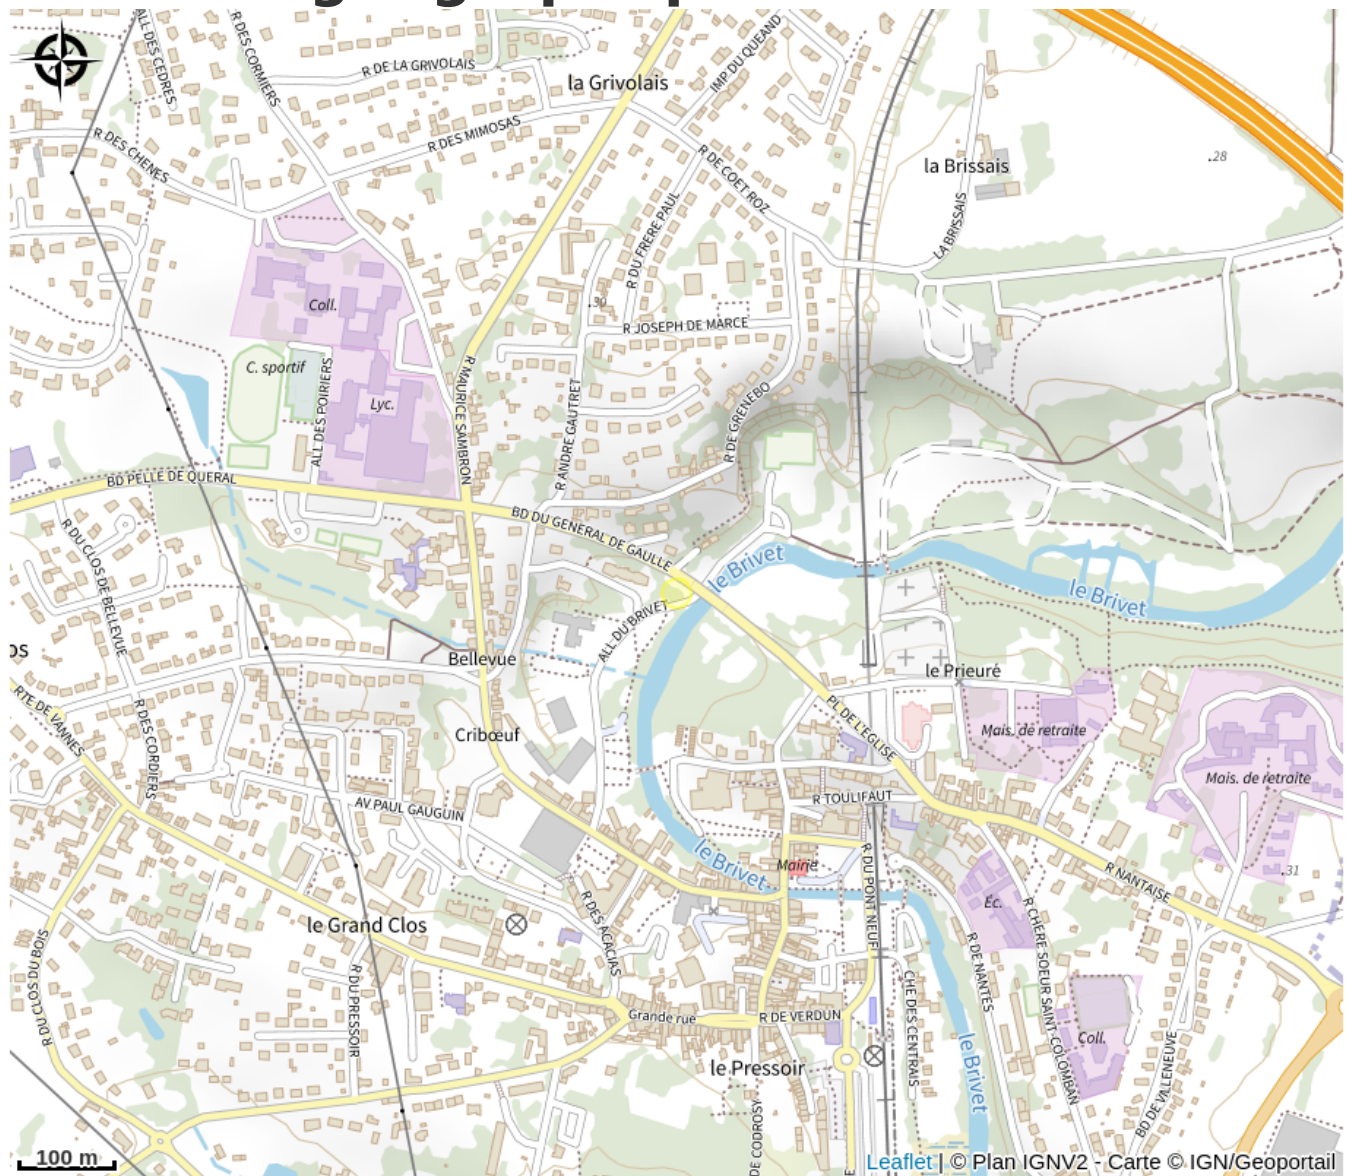 ALL DES CEDRES
R DES CORMIERS
R DE LA GRIVOLAIS
la Grivolais
IMP DU QUEAND
R DES CHENES
R DES MIMOSAS
R DE COET ROZ
la Brissais
.28
LA BRISSAIS
R DU FRERE PAUL
Coll.
.30
R JOSEPH DE MARCE
C. sportif
ALL DES POIRIERS
Lyc.
R MAURICE SAMBRON
R ANDRE GAUTRET
R DE GRENEBO
BD PELLE DE QUERAL
BD DU GENERAL DE GAULLE
R DU CLOS DE BELLEVUE
le Brivet
le Brivet
ALL DU BRIVET
os
Bellevue
le Prieuré
RTE DE VANNES
R DES CORDIERS
PL DE L'EGLISE
Mais. de retraite
Cribœuf
Mais. de retraite
AV PAUL GAUGUIN
R TOULIFAUT
le Brivet
Mairie
R DU PONT NEUF
R NANTAISE
.31
Éc.
le Grand Clos
R DES ACACIAS
R CHERE SOEUR SAINT-COLOMBAN
R DU CLOS DU BOIS
R DU PRESSOIR
R DE NANTES
CHE DES CENTRAIS
Grande rue
R DE VERDUN
Coll.
le Brivet
le Pressoir
BD DE VILLENEUVE
DE CODROSY
100 m
Leaflet | © Plan IGNV2 - Carte © IGN/Geoportail